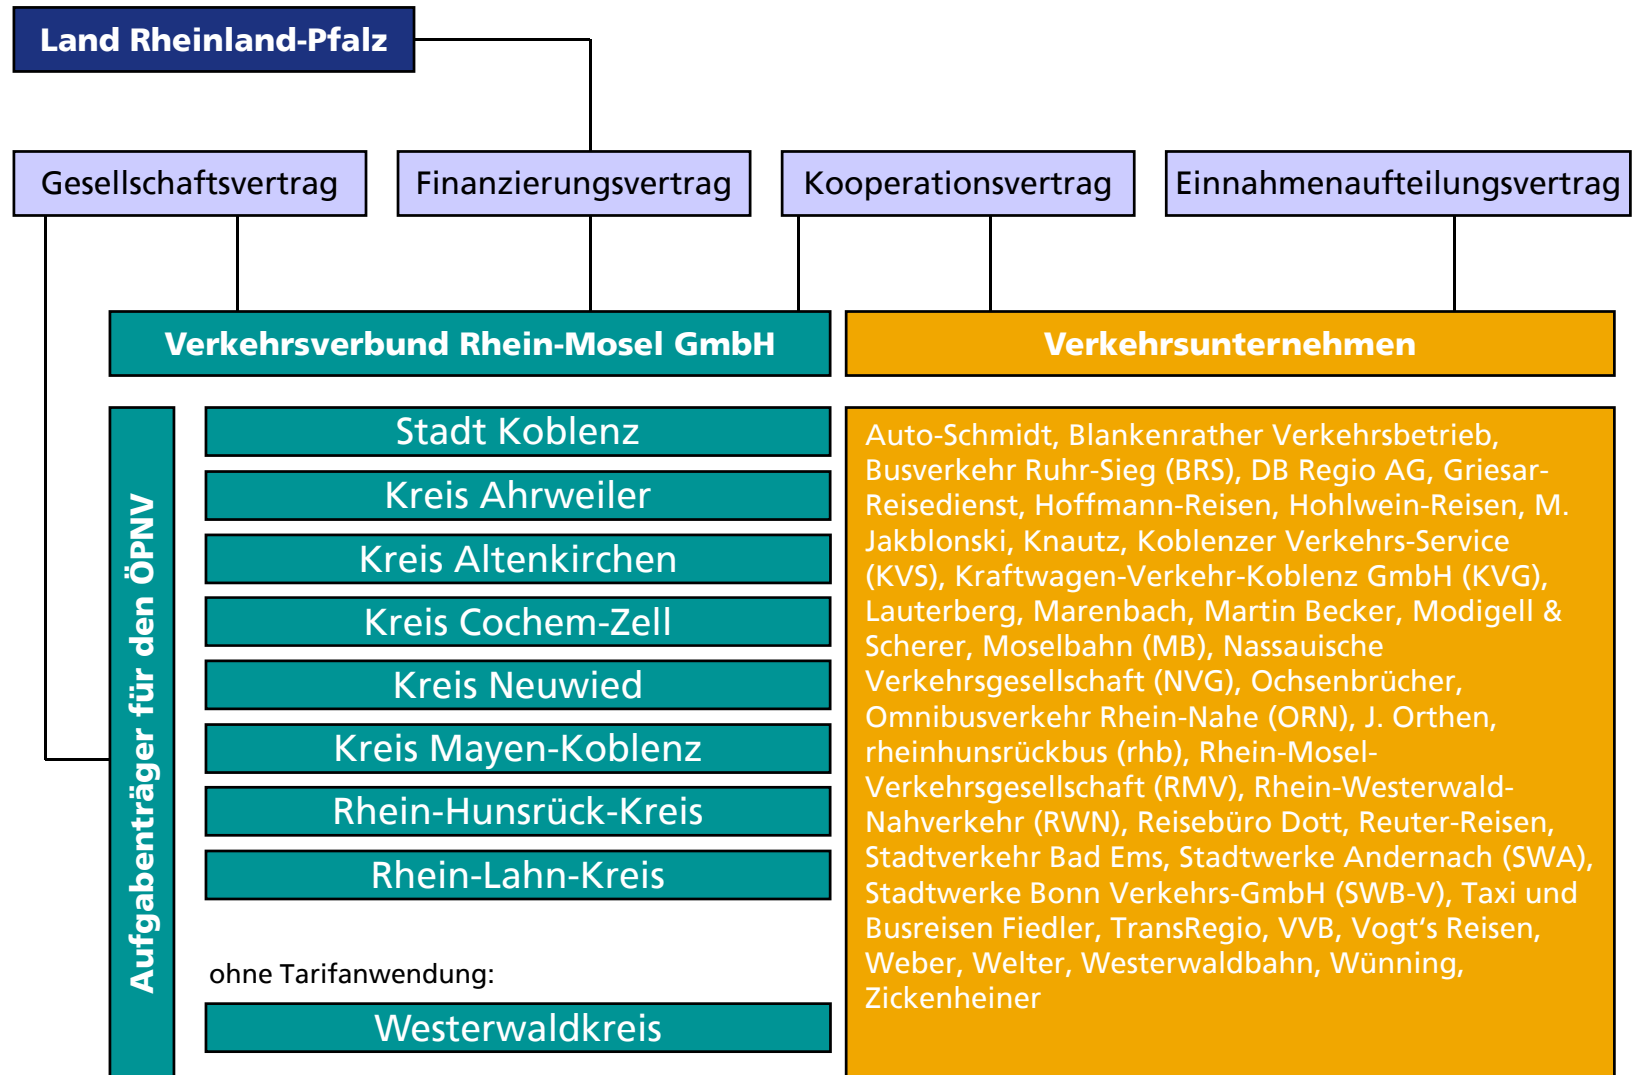 Land Rheinland-Pfalz
Gesellschaftsvertrag
Finanzierungsvertrag
Kooperationsvertrag
Einnahmenaufteilungsvertrag
Verkehrsverbund Rhein-Mosel GmbH
Verkehrsunternehmen
Aufgabenträger für den ÖPNV
Stadt Koblenz
Kreis Ahrweiler
Kreis Altenkirchen
Kreis Cochem-Zell
Kreis Neuwied
Kreis Mayen-Koblenz
Rhein-Hunsrück-Kreis
Rhein-Lahn-Kreis
ohne Tarifanwendung:
Westerwaldkreis
Auto-Schmidt, Blankenrather Verkehrsbetrieb,
Busverkehr Ruhr-Sieg (BRS), DB Regio AG, Griesar-
Reisedienst, Hoffmann-Reisen, Hohlwein-Reisen, M.
Jakblonski, Knautz, Koblenzer Verkehrs-Service
(KVS), Kraftwagen-Verkehr-Koblenz GmbH (KVG),
Lauterberg, Marenbach, Martin Becker, Modigell &
Scherer, Moselbahn (MB), Nassauische
Verkehrsgesellschaft (NVG), Ochsenbrücher,
Omnibusverkehr Rhein-Nahe (ORN), J. Orthen,
rheinhunsrückbus (rhb), Rhein-Mosel-
Verkehrsgesellschaft (RMV), Rhein-Westerwald-
Nahverkehr (RWN), Reisebüro Dott, Reuter-Reisen,
Stadtverkehr Bad Ems, Stadtwerke Andernach (SWA),
Stadtwerke Bonn Verkehrs-GmbH (SWB-V), Taxi und
Busreisen Fiedler, TransRegio, VVB, Vogt‘s Reisen,
Weber, Welter, Westerwaldbahn, Wünning,
Zickenheiner